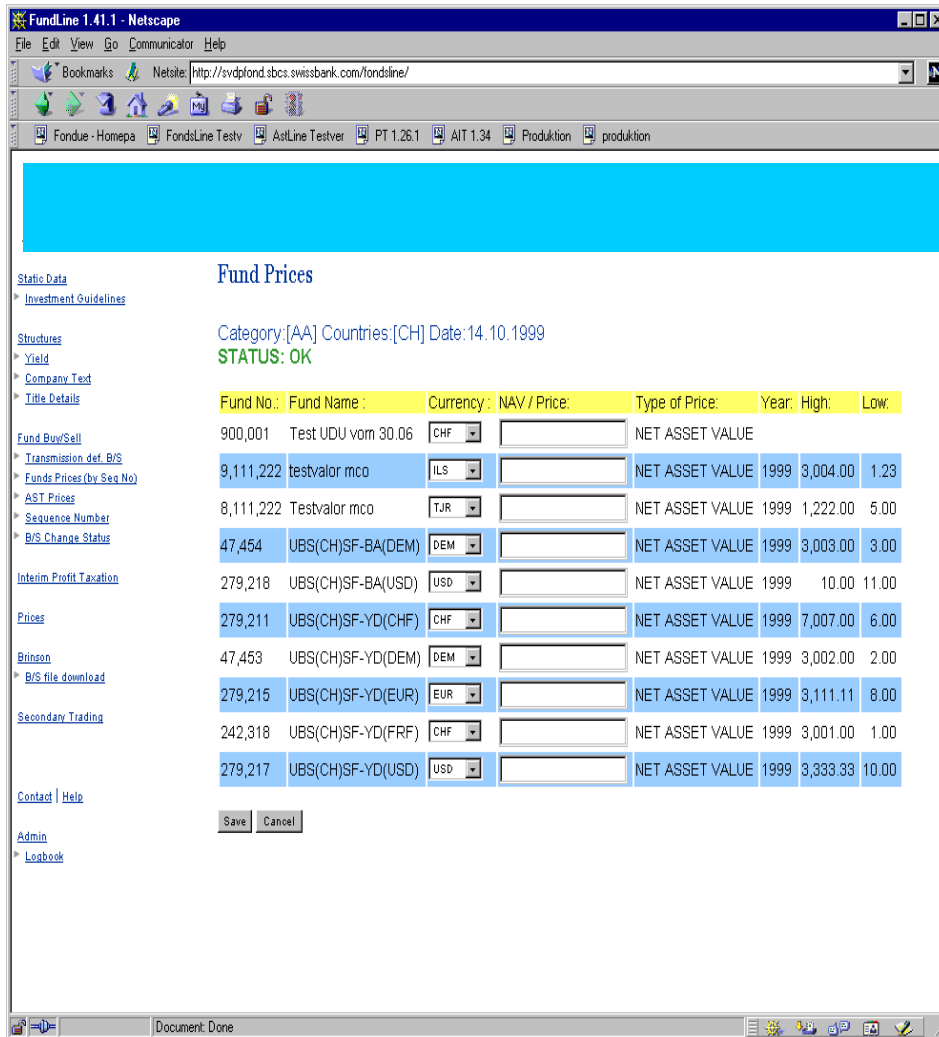 FundLine 1.41.1 - Netscape
File Edit View Go Communicator Help
Bookmarks Netsite: http://svdpfond.sbcs.swissbank.com/fondsline/
My
Fondue - Homepa FondsLine Testv AstLine Testver PT 1.26.1 AIT 1.34 Produktion produktion
Static Data
Investment Guidelines
Structures
Yield
Company Text
Title Details
Fund Buy/Sell
Transmission def. B/S
Funds Prices (by Seq No)
AST Prices
Sequence Number
B/S Change Status
Interim Profit Taxation
Prices
Brinson
B/S file download
Secondary Trading
Contact | Help
Admin
Logbook
Fund Prices
Category:[AA] Countries:[CH] Date:14.10.1999
STATUS: OK
Fund No.: Fund Name : Currency : NAV / Price: Type of Price: Year: High: Low:
900,001 Test UDU vom 30.06 CHF NET ASSET VALUE
9,111,222 testvalor mco ILS NET ASSET VALUE 1999 3,004.00 1.23
8,111,222 Testvalor mco TJR NET ASSET VALUE 1999 1,222.00 5.00
47,454 UBS(CH)SF-BA(DEM) DEM NET ASSET VALUE 1999 3,003.00 3.00
279,218 UBS(CH)SF-BA(USD) USD NET ASSET VALUE 1999 10.00 11.00
279,211 UBS(CH)SF-YD(CHF) CHF NET ASSET VALUE 1999 7,007.00 6.00
47,453 UBS(CH)SF-YD(DEM) DEM NET ASSET VALUE 1999 3,002.00 2.00
279,215 UBS(CH)SF-YD(EUR) EUR NET ASSET VALUE 1999 3,111.11 8.00
242,318 UBS(CH)SF-YD(FRF) CHF NET ASSET VALUE 1999 3,001.00 1.00
279,217 UBS(CH)SF-YD(USD) USD NET ASSET VALUE 1999 3,333.33 10.00
Save Cancel
Document: Done